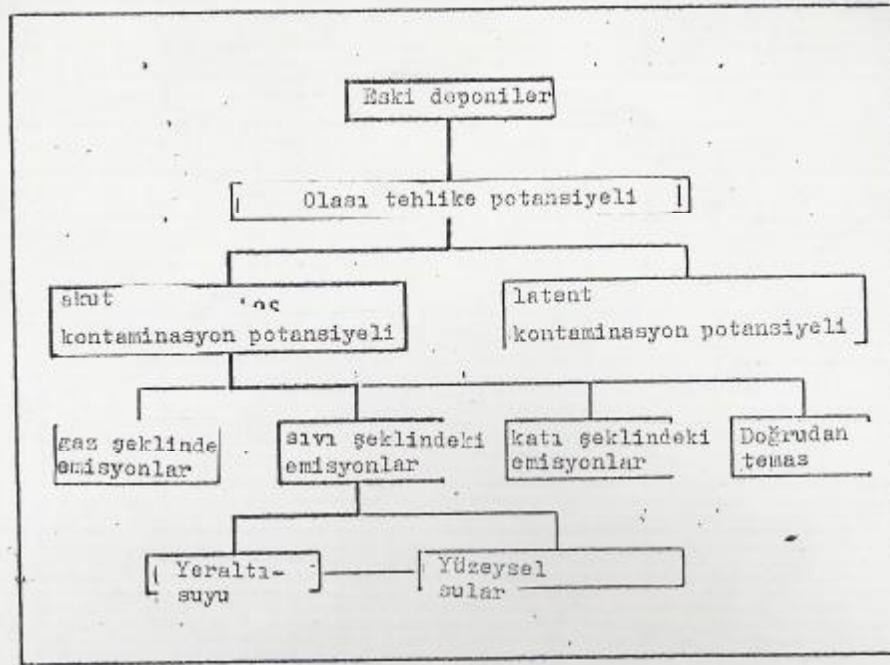 Eski deponiler
Olası tehlike potansiyeli
akut
kontaminasyon potansiyeli
latent
kontaminasyon potansiyeli
gaz şeklinde
emisyonlar
sıvı şeklindeki
emisyonlar
katı şeklindeki
emisyonlar
Doğrudan
temas
Yeraltı-
suyu
Yüzeysel
sular